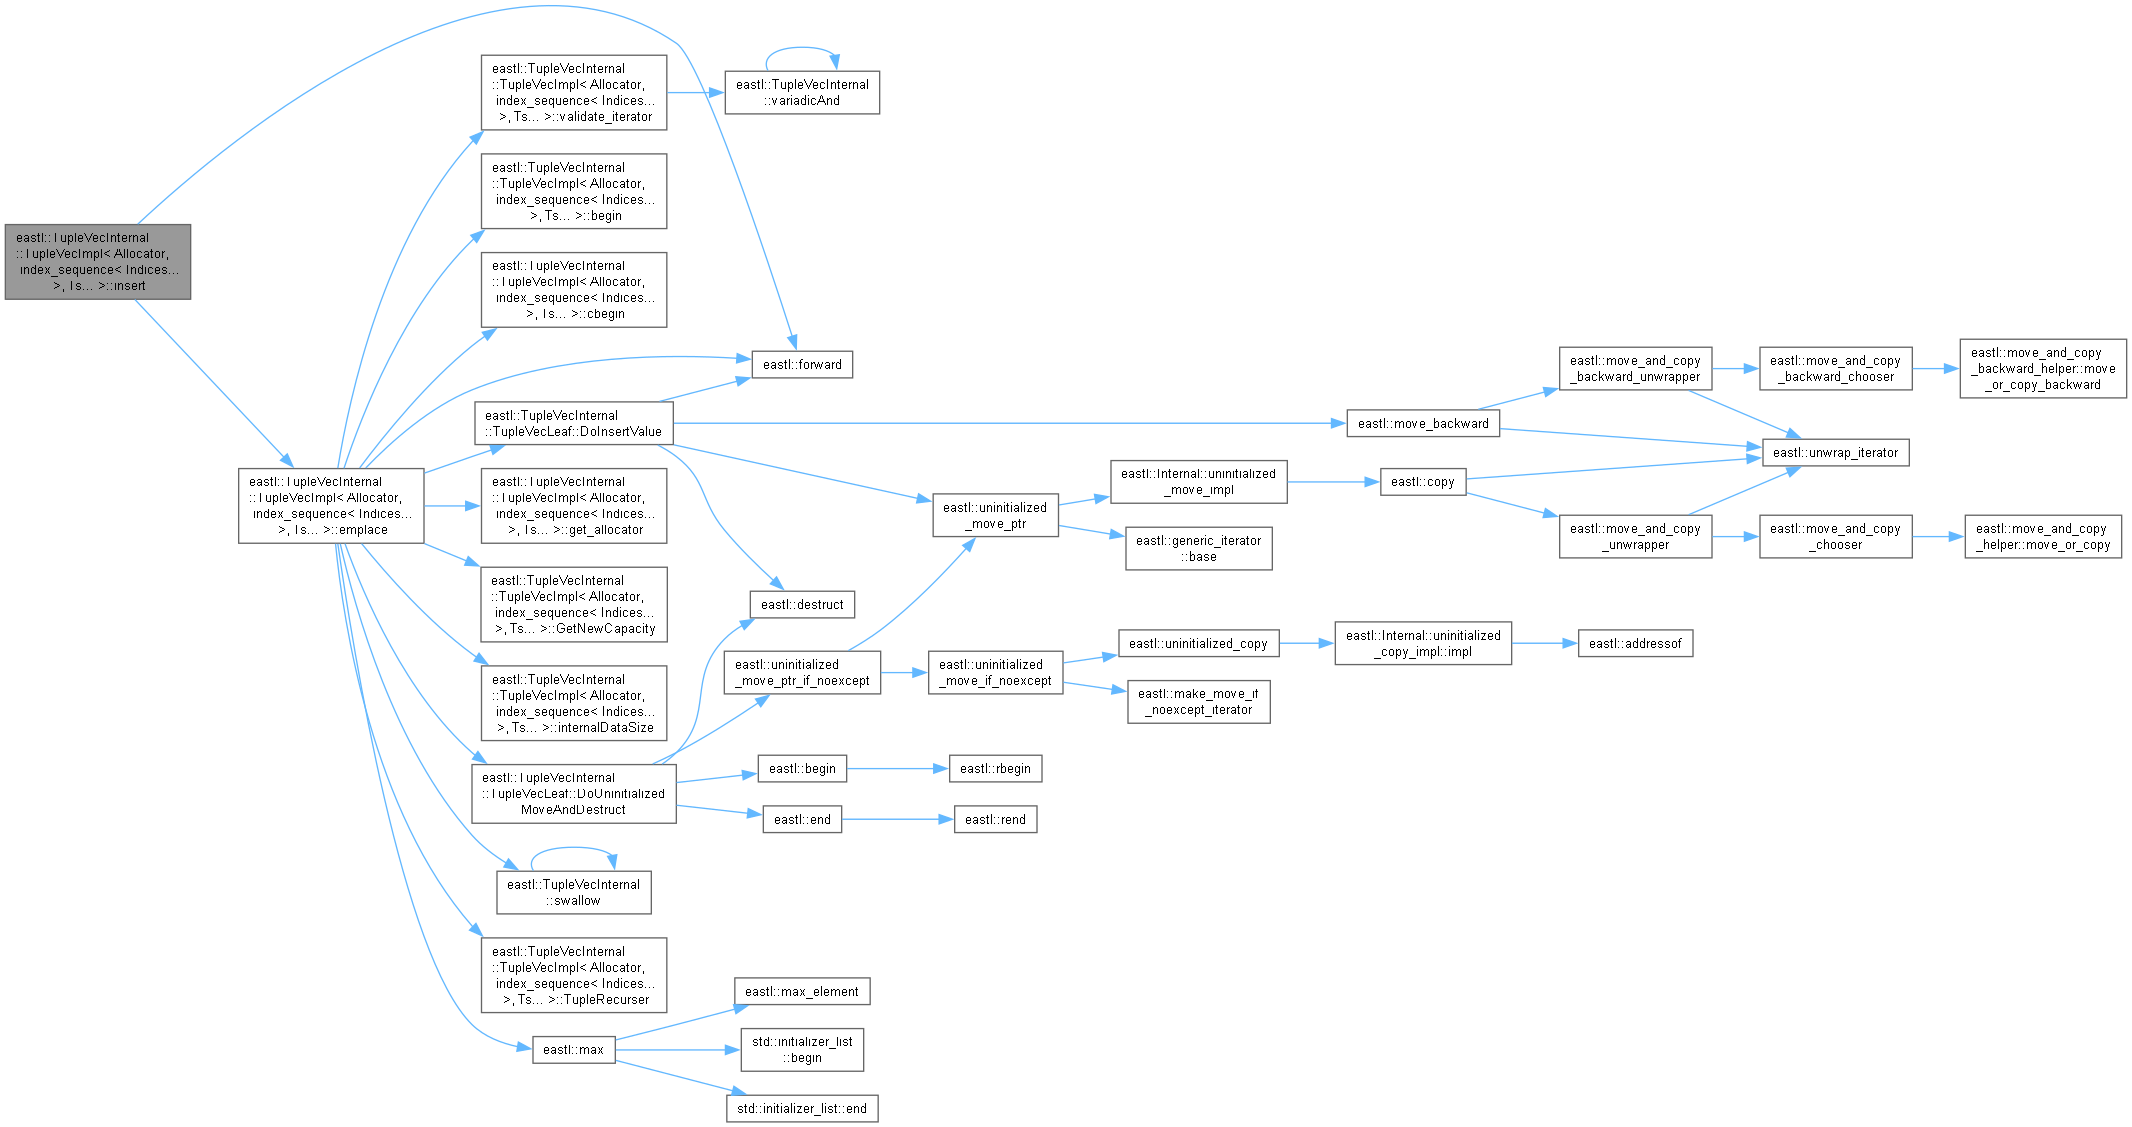 eastl::TupleVecInternal
::TupleVecImpl< Allocator,
index_sequence< Indices...
>, Ts... >::insert
eastl::TupleVecInternal
::TupleVecImpl< Allocator,
index_sequence< Indices...
>, Ts... >::emplace
eastl::TupleVecInternal
::TupleVecImpl< Allocator,
index_sequence< Indices...
>, Ts... >::validate_iterator
eastl::TupleVecInternal
::variadicAnd
eastl::TupleVecInternal
::TupleVecImpl< Allocator,
index_sequence< Indices...
>, Ts... >::begin
eastl::TupleVecInternal
::TupleVecImpl< Allocator,
index_sequence< Indices...
>, Ts... >::cbegin
eastl::forward
eastl::TupleVecInternal
::TupleVecLeaf::DoInsertValue
eastl::TupleVecInternal
::TupleVecImpl< Allocator,
index_sequence< Indices...
>, Ts... >::get_allocator
eastl::TupleVecInternal
::TupleVecImpl< Allocator,
index_sequence< Indices...
>, Ts... >::GetNewCapacity
eastl::TupleVecInternal
::TupleVecImpl< Allocator,
index_sequence< Indices...
>, Ts... >::internalDataSize
eastl::TupleVecInternal
::TupleVecLeaf::DoUninitialized
MoveAndDestruct
eastl::TupleVecInternal
::swallow
eastl::TupleVecInternal
::TupleVecImpl< Allocator,
index_sequence< Indices...
>, Ts... >::TupleRecurser
eastl::max
eastl::destruct
eastl::uninitialized
_move_ptr_if_noexcept
eastl::begin
eastl::rbegin
eastl::end
eastl::rend
eastl::max_element
std::initializer_list
::begin
std::initializer_list::end
eastl::uninitialized
_move_ptr
eastl::uninitialized
_move_if_noexcept
eastl::Internal::uninitialized
_move_impl
eastl::generic_iterator
::base
eastl::uninitialized_copy
eastl::make_move_if
_noexcept_iterator
eastl::Internal::uninitialized
_copy_impl::impl
eastl::addressof
eastl::move_backward
eastl::copy
eastl::move_and_copy
_backward_unwrapper
eastl::move_and_copy
_backward_chooser
eastl::move_and_copy
_backward_helper::move
_or_copy_backward
eastl::unwrap_iterator
eastl::move_and_copy
_unwrapper
eastl::move_and_copy
_chooser
eastl::move_and_copy
_helper::move_or_copy